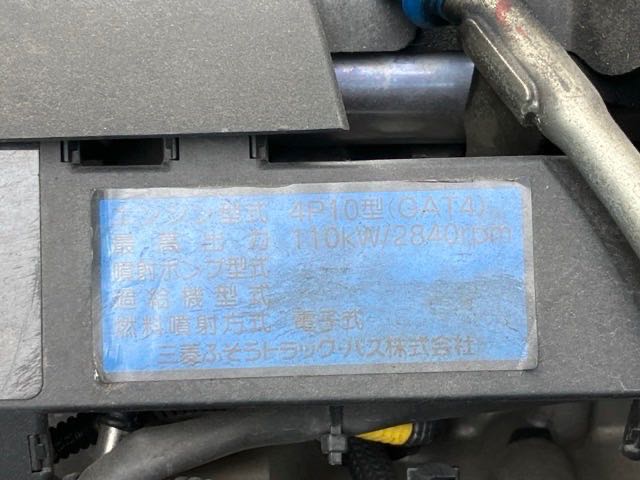 エンジン型式 4P10型(OAT4)
最高出力 110kW/2840rpm
噴射ポンプ型式
過給機型式
燃料噴射方式 電子式
三菱ふそうトラック・バス株式会社